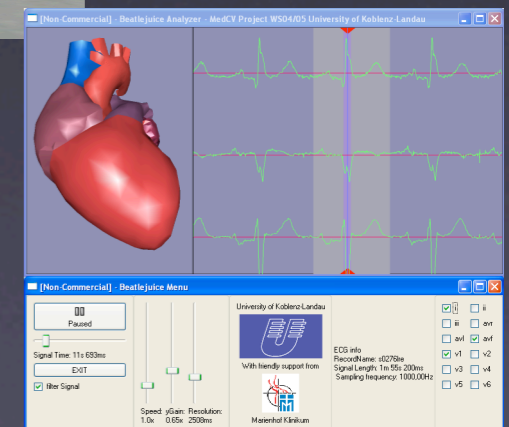 [Non-Commercial] - Beatlejuice Analyzer - MedCV Project WS04/05 University of Koblenz-Landau
[Non-Commercial] - Beatlejuice Menu
Paused
Signal Time: 11s 693ms
EXIT
filter Signal
Speed: yGain: Resolution:
1.0x 0.65x 2508ms
University of Koblenz-Landau
With friendly support from
Marienhof Klinikum
ECG info
RecordName: s0276lre
Signal Length: 1m 55s 200ms
Sampling frequency: 1000,00Hz
i ii
iii avr
avl avf
v1 v2
v3 v4
v5 v6